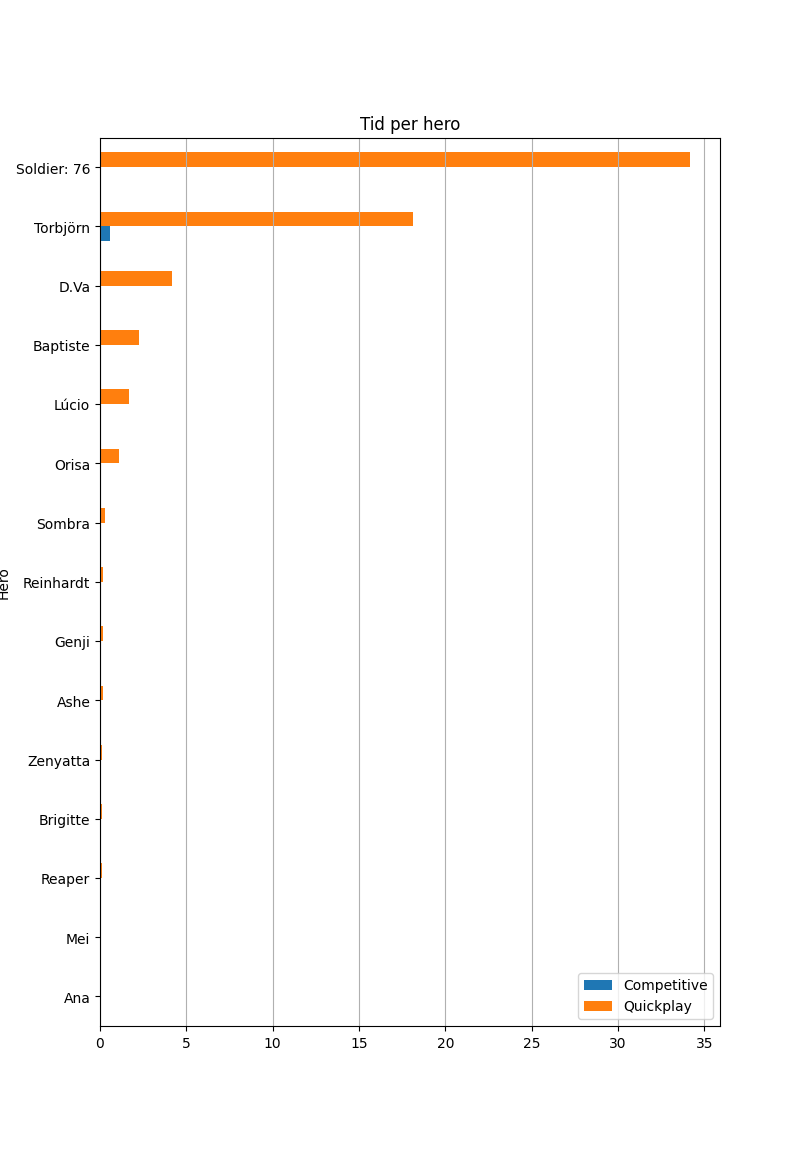 Tid per hero
Soldier: 76
Torbjörn
D.Va
Baptiste
Lúcio
Orisa
Sombra
Reinhardt
Genji
Ashe
Zenyatta
Brigitte
Reaper
Mei
Ana
Hero
0 5 10 15 20 25 30 35
Competitive
Quickplay